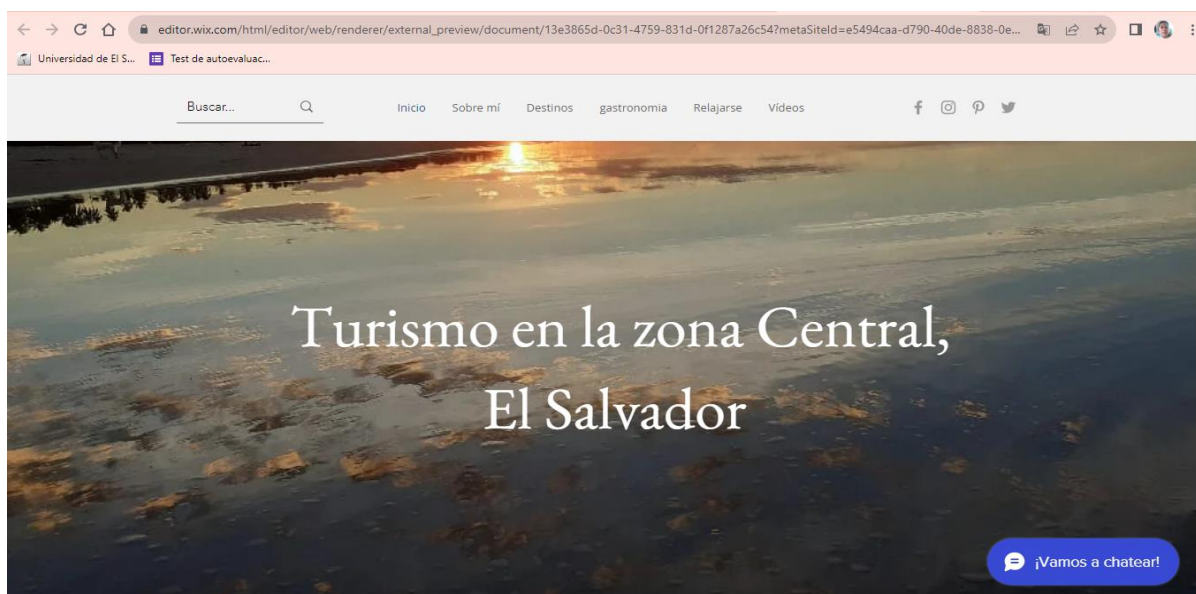 editor.wix.com/html/editor/web/renderer/external_preview/document/13e3865d-0c31-4759-831d-0f1287a26c54?metaSiteId=e5494caa-d790-40de-8838-0e...
Universidad de El S... Test de autoevaluac...
Buscar... Inicio Sobre mí Destinos gastronomia Relajarse Vídeos
Turismo en la zona Central,
El Salvador
¡Vamos a chatear!